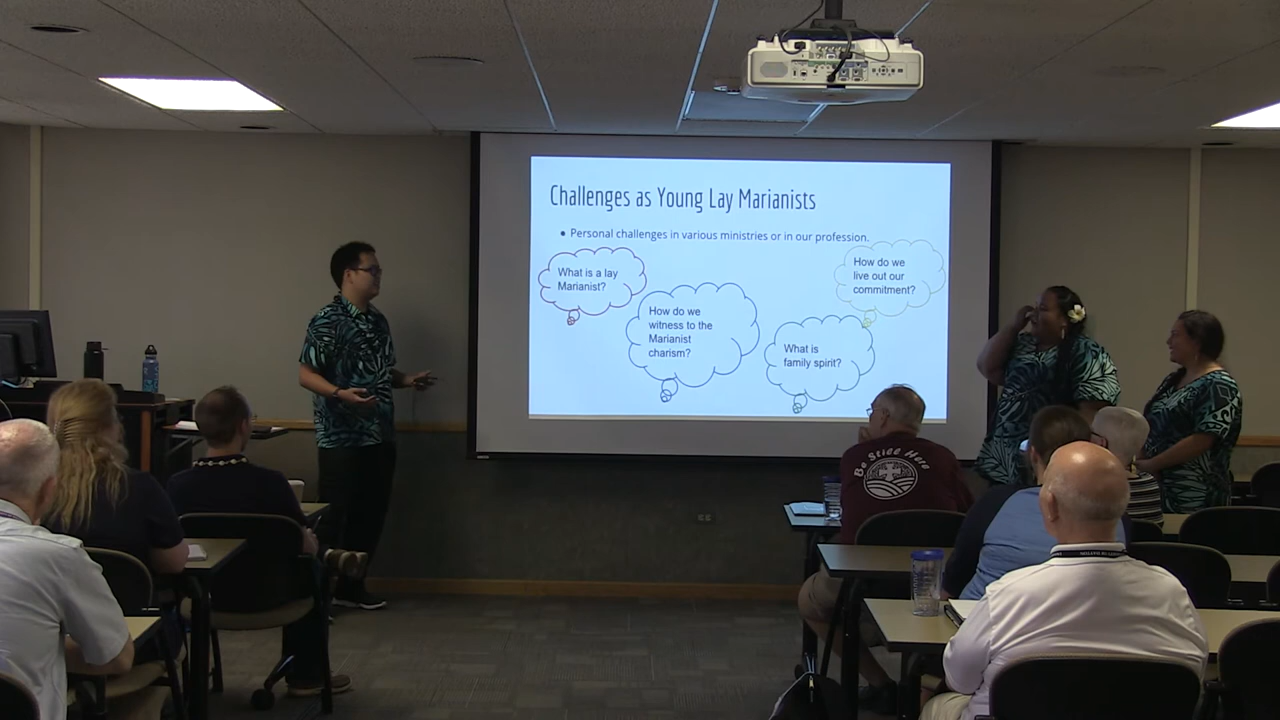 Challenges as Young Lay Marianists
• Personal challenges in various ministries or in our profession.
What is a lay
Marianist?
How do we
witness to the
Marianist
charism?
What is
family spirit?
How do we
live out our
commitment?
Be Still Here